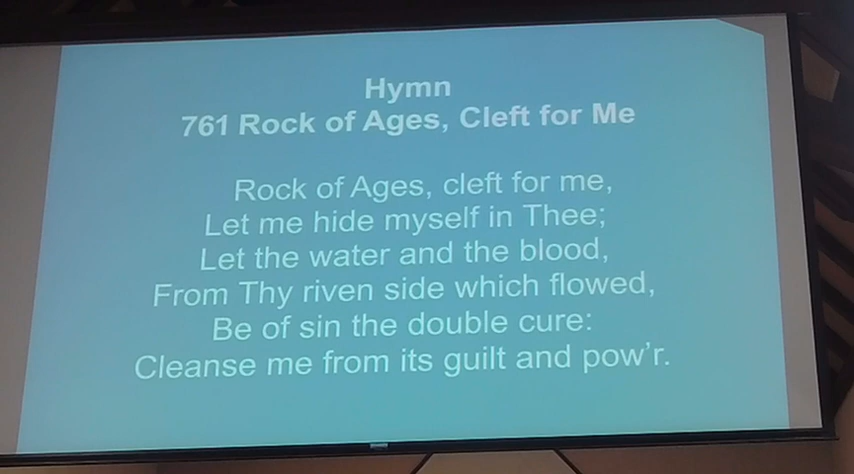 Hymn
761 Rock of Ages, Cleft for Me
Rock of Ages, cleft for me,
Let me hide myself in Thee;
Let the water and the blood,
From Thy riven side which flowed,
Be of sin the double cure:
Cleanse me from its guilt and pow'r.